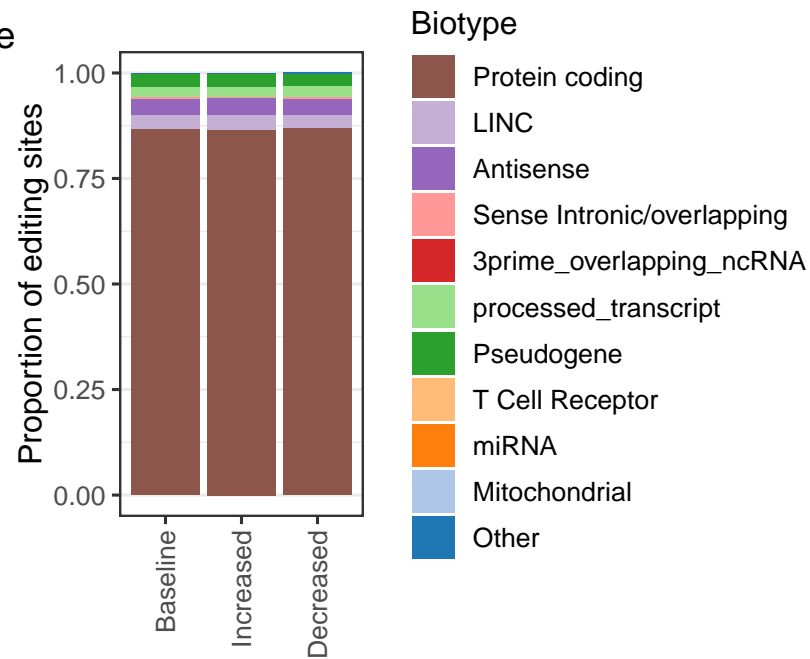 e
Biotype
Protein coding
LINC
Antisense
Sense Intronic/overlapping
3prime_overlapping_ncRNA
processed_transcript
Pseudogene
T Cell Receptor
miRNA
Mitochondrial
Other
Proportion of editing sites
1.00
0.75
0.50
0.25
0.00
Baseline
Increased
Decreased